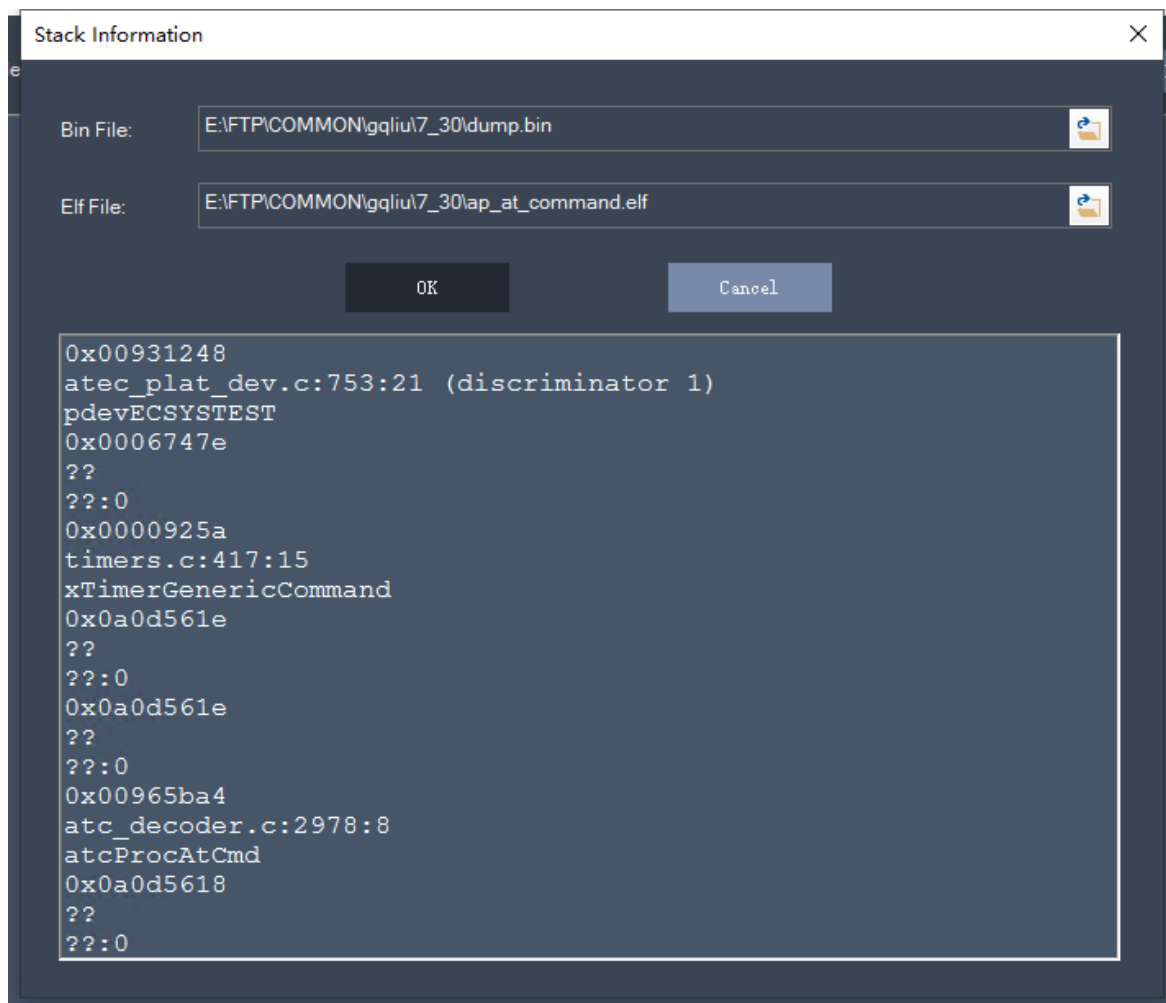 Stack Information
e
Bin File:
E:\FTP\COMMON\gqliu\7_30\dump.bin
Elf File:
E:\FTP\COMMON\gqliu\7_30\ap_at_command.elf
OK
Cancel
0x00931248
atec_plat_dev.c:753:21 (discriminator 1)
pdevECSYSTEST
0x0006747e
??
??:0
0x0000925a
timers.c:417:15
xTimerGenericCommand
0x0a0d561e
??
??:0
0x0a0d561e
??
??:0
0x00965ba4
atc_decoder.c:2978:8
atcProcAtCmd
0x0a0d5618
??
??:0